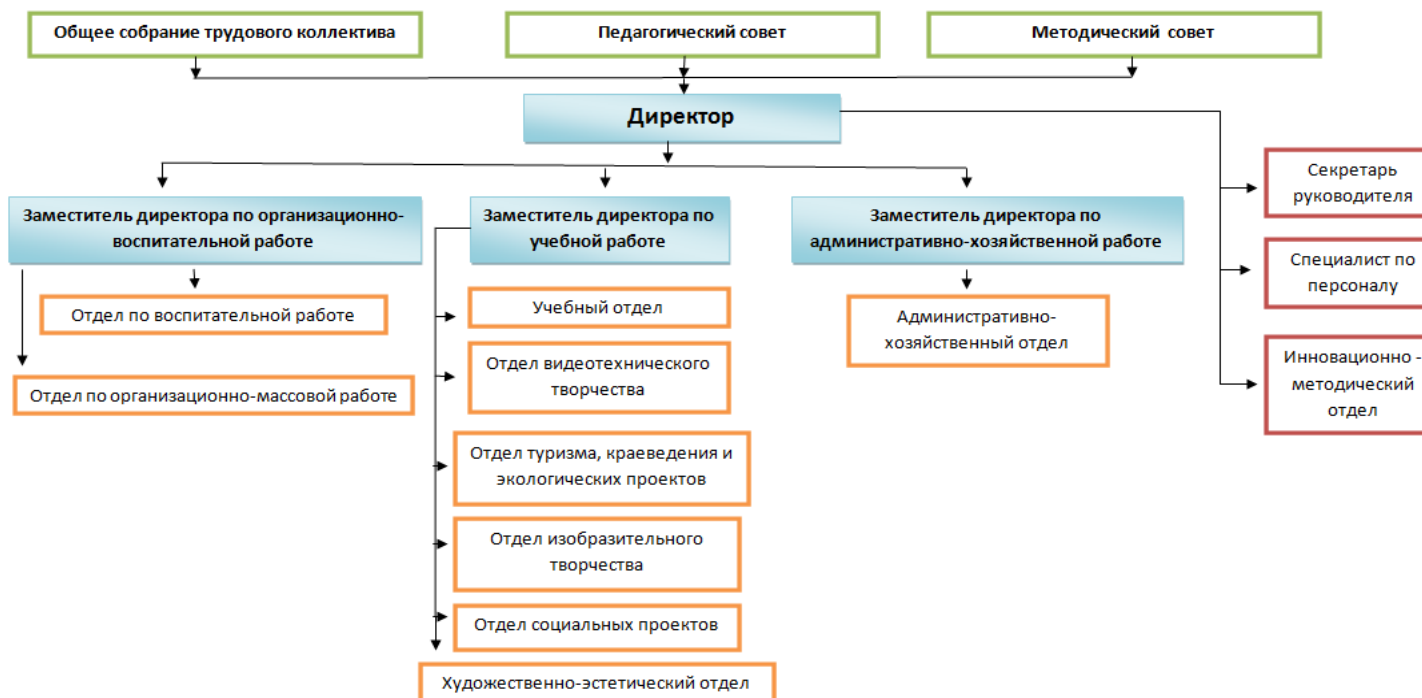 Общее собрание трудового коллектива
Педагогический совет
Методический совет
Директор
Секретарь
руководителя
Заместитель директора по организационно-
воспитательной работе
Заместитель директора по
учебной работе
Заместитель директора по
административно-хозяйственной работе
Специалист по
персоналу
Отдел по воспитательной работе
Учебный отдел
Административно-
хозяйственный отдел
Инновационно -
методический
отдел
Отдел по организационно-массовой работе
Отдел видеотехнического
творчества
Отдел туризма, краеведения и
экологических проектов
Отдел изобразительного
творчества
Отдел социальных проектов
Художественно-эстетический отдел